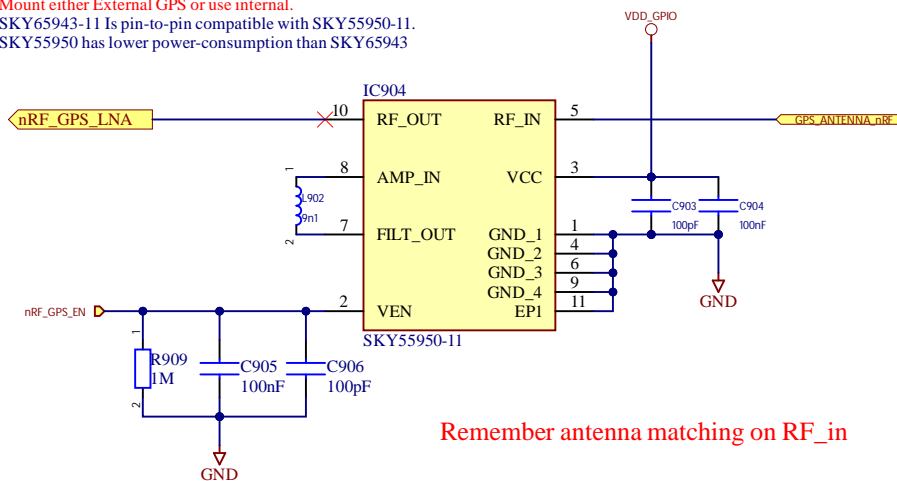 Mount either External GPS or use internal.
SKY65943-11 Is pin-to-pin compatible with SKY55950-11.
SKY55950 has lower power-consumption than SKY65943
VDD_GPIO
IC904
nRF_GPS_LNA
10 RF_OUT RF_IN 5
GPS_ANTENNA_nRF
1
8 AMP_IN VCC 3
L902
9n1
C903
100pF
C904
100nF
2
7 FILT_OUT GND_1 1
GND_2 4
GND_3 6
GND_4 9
nRF_GPS_EN
2 VEN EP1 11
GND
SKY55950-11
1
R909
1M
2
C905
100nF
C906
100pF
Remember antenna matching on RF_in
GND